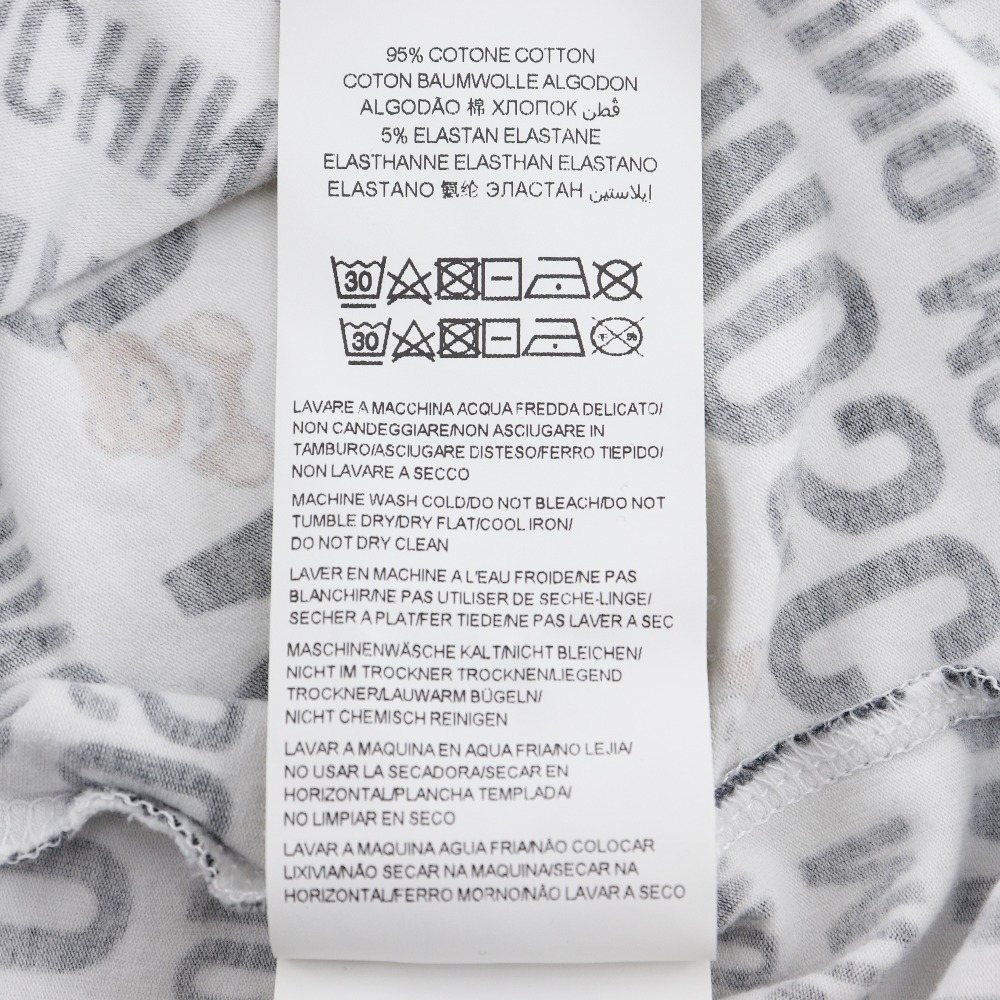 95% COTONE COTTON
COTON BAUMWOLLE ALGODON
ALGODÃO 棉 ХЛОПОК قُطن
5% ELASTAN ELASTANE
ELASTHANNE ELASTHAN ELASTANO
ELASTANO 氨纶 ЭЛАСТАН إيلاستين
30
30
LAVARE A MACCHINA ACQUA FREDDA DELICATO/
NON CANDEGGIARE/NON ASCIUGARE IN
TAMBURO/ASCIUGARE DISTESO/FERRO TIEPIDO/
NON LAVARE A SECCO
MACHINE WASH COLD/DO NOT BLEACH/DO NOT
TUMBLE DRY/DRY FLAT/COOL IRON/
DO NOT DRY CLEAN
LAVER EN MACHINE A L'EAU FROIDE/NE PAS
BLANCHIR/NE PAS UTILISER DE SECHE-LINGE/
SECHER A PLAT/FER TIEDE/NE PAS LAVER A SEC
MASCHINENWÄSCHE KALT/NICHT BLEICHEN/
NICHT IM TROCKNER TROCKNEN/LIEGEND
TROCKNER/LAUWARM BÜGELN/
NICHT CHEMISCH REINIGEN
LAVAR A MAQUINA EN AQUA FRIA/NO LEJIA/
NO USAR LA SECADORA/SECAR EN
HORIZONTAL/PLANCHA TEMPLADA/
NO LIMPIAR EN SECO
LAVAR A MAQUINA AGUA FRIA/NÃO COLOCAR
LIXIVIA/NÃO SECAR NA MAQUINA/SECAR NA
HORIZONTAL/FERRO MORNO/NÃO LAVAR A SECO